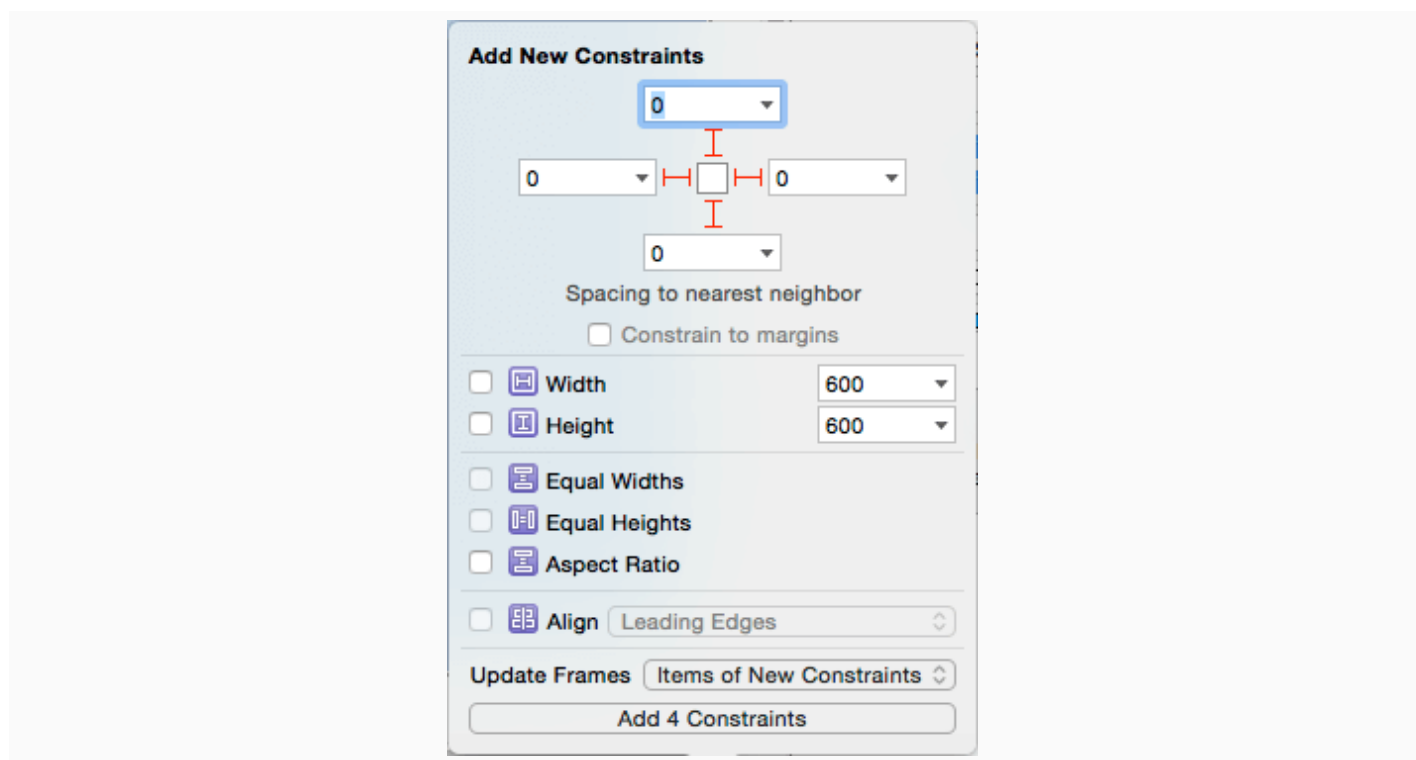 Add New Constraints
0
0 0
0
Spacing to nearest neighbor
Constrain to margins
Width 600
Height 600
Equal Widths
Equal Heights
Aspect Ratio
Align Leading Edges
Update Frames Items of New Constraints
Add 4 Constraints